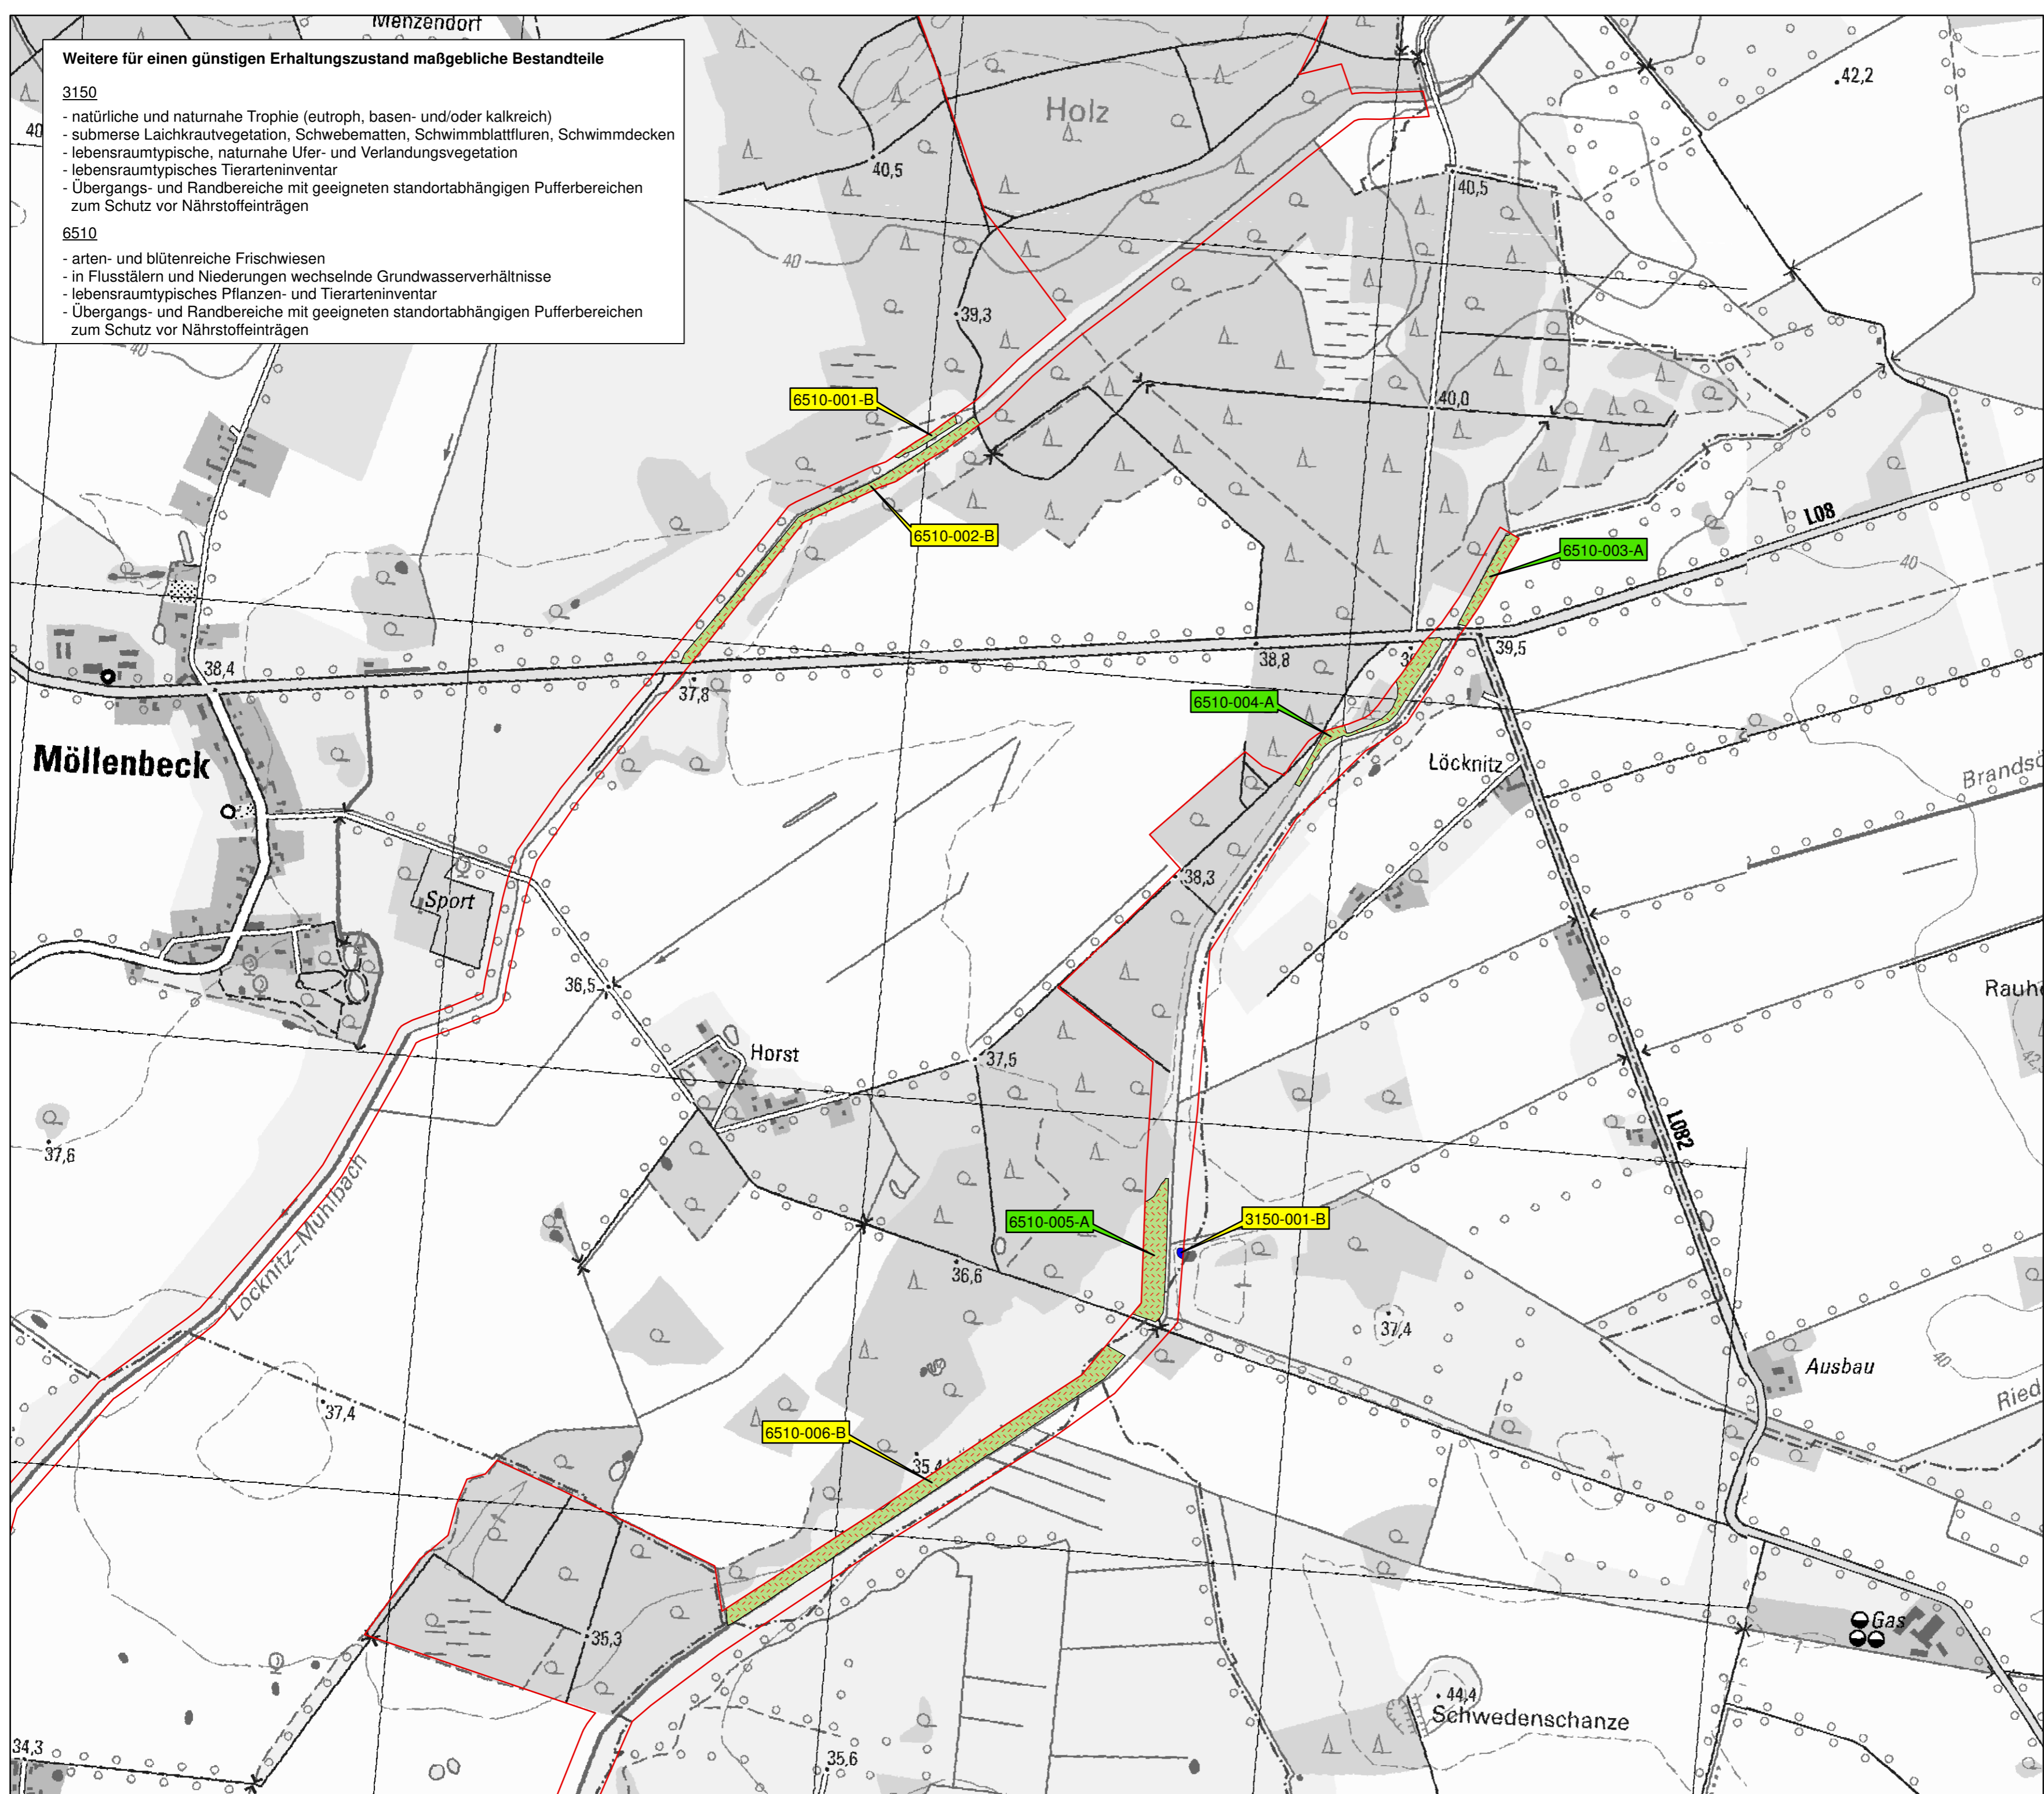 Menzendorf
Weitere für einen günstigen Erhaltungszustand maßgebliche Bestandteile
3150
- natürliche und naturnahe Trophie (eutroph, basen- und/oder kalkreich)
- submerse Laichkrautvegetation, Schwebematten, Schwimmblattfluren, Schwimmdecken
- lebensraumtypische, naturnahe Ufer- und Verlandungsvegetation
- lebensraumtypisches Tierarteninventar
- Übergangs- und Randbereiche mit geeigneten standortabhängigen Pufferbereichen
zum Schutz vor Nährstoffeinträgen
6510
- arten- und blütenreiche Frischwiesen
- in Flusstälern und Niederungen wechselnde Grundwasserverhältnisse
- lebensraumtypisches Pflanzen- und Tierarteninventar
- Übergangs- und Randbereiche mit geeigneten standortabhängigen Pufferbereichen
zum Schutz vor Nährstoffeinträgen
40
Holz
42,2
40,5
40,5
40
39,3
40
40,0
6510-001-B
6510-002-B
L08
6510-003-A
40
38,4
37,8
38,8
39,5
6510-004-A
Möllenbeck
Löcknitz
Sport
38,3
36,5
Rauh
Horst
37,5
37,6
L082
Löcknitz-Mühlbach
6510-005-A
3150-001-B
36,6
37,4
Ausbau
40
Ried
37,4
6510-006-B
35,4
35,3
Gas
44,4
Schwedenschanze
34,3
35,6